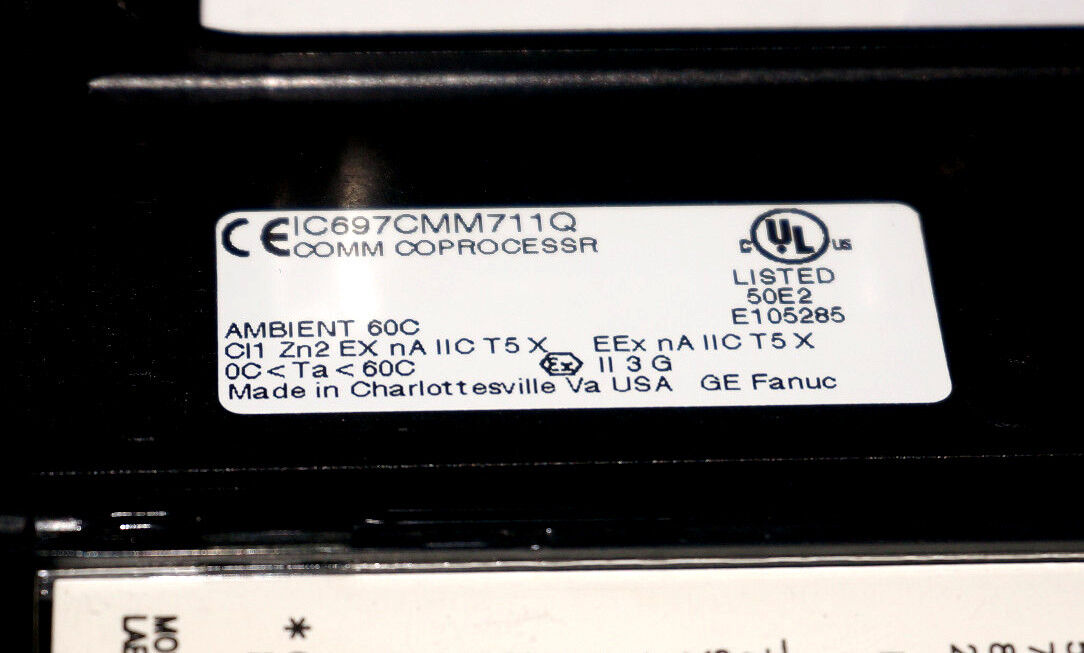 CE IC697CMM711Q
COMM COPROCESSR
c UL US
LISTED
50E2
E105285
AMBIENT 60C
Cl1 Zn2 EX nA IIC T5 X EEx nA IIC T5 X
0C<Ta<60C Ex II 3 G
Made in Charlottesville Va USA GE Fanuc
MO
*